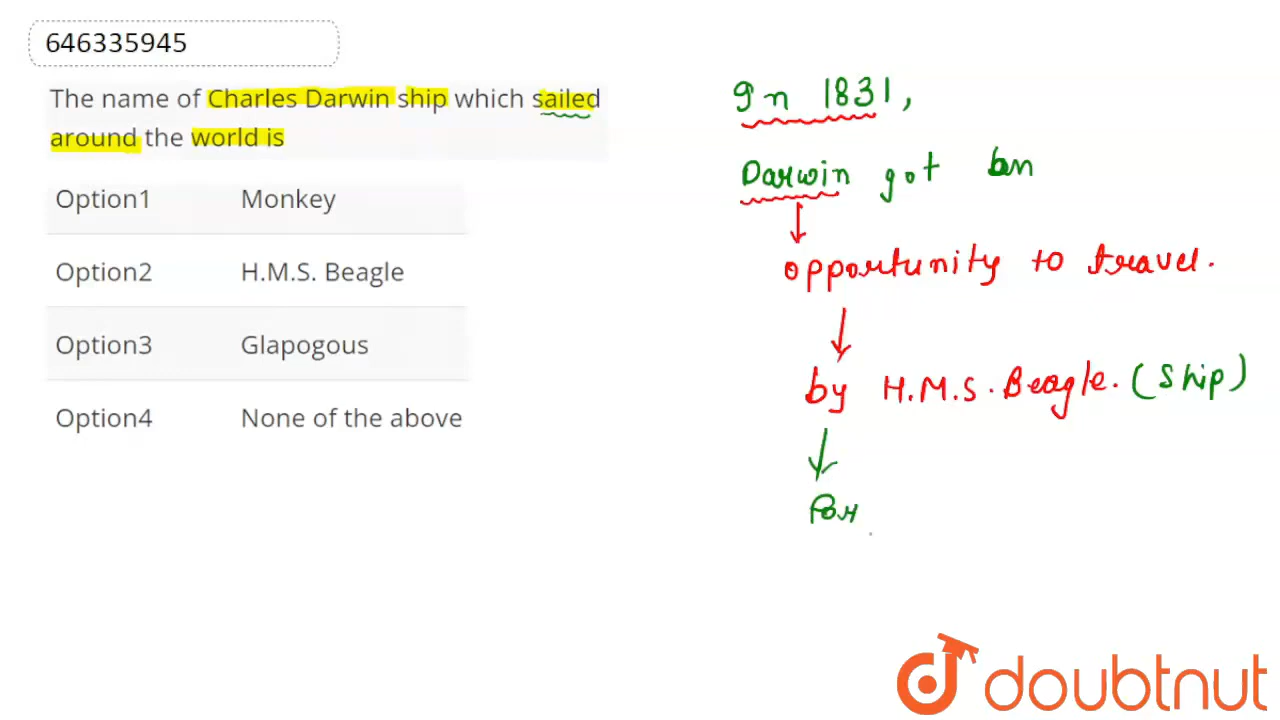 646335945
The name of Charles Darwin ship which sailed
around the world is
Option1 Monkey
Option2 H.M.S. Beagle
Option3 Glapogous
Option4 None of the above
In 1831,
Darwin got an
opportunity to travel.
by H.M.S. Beagle. (Ship)
For
doubtnut